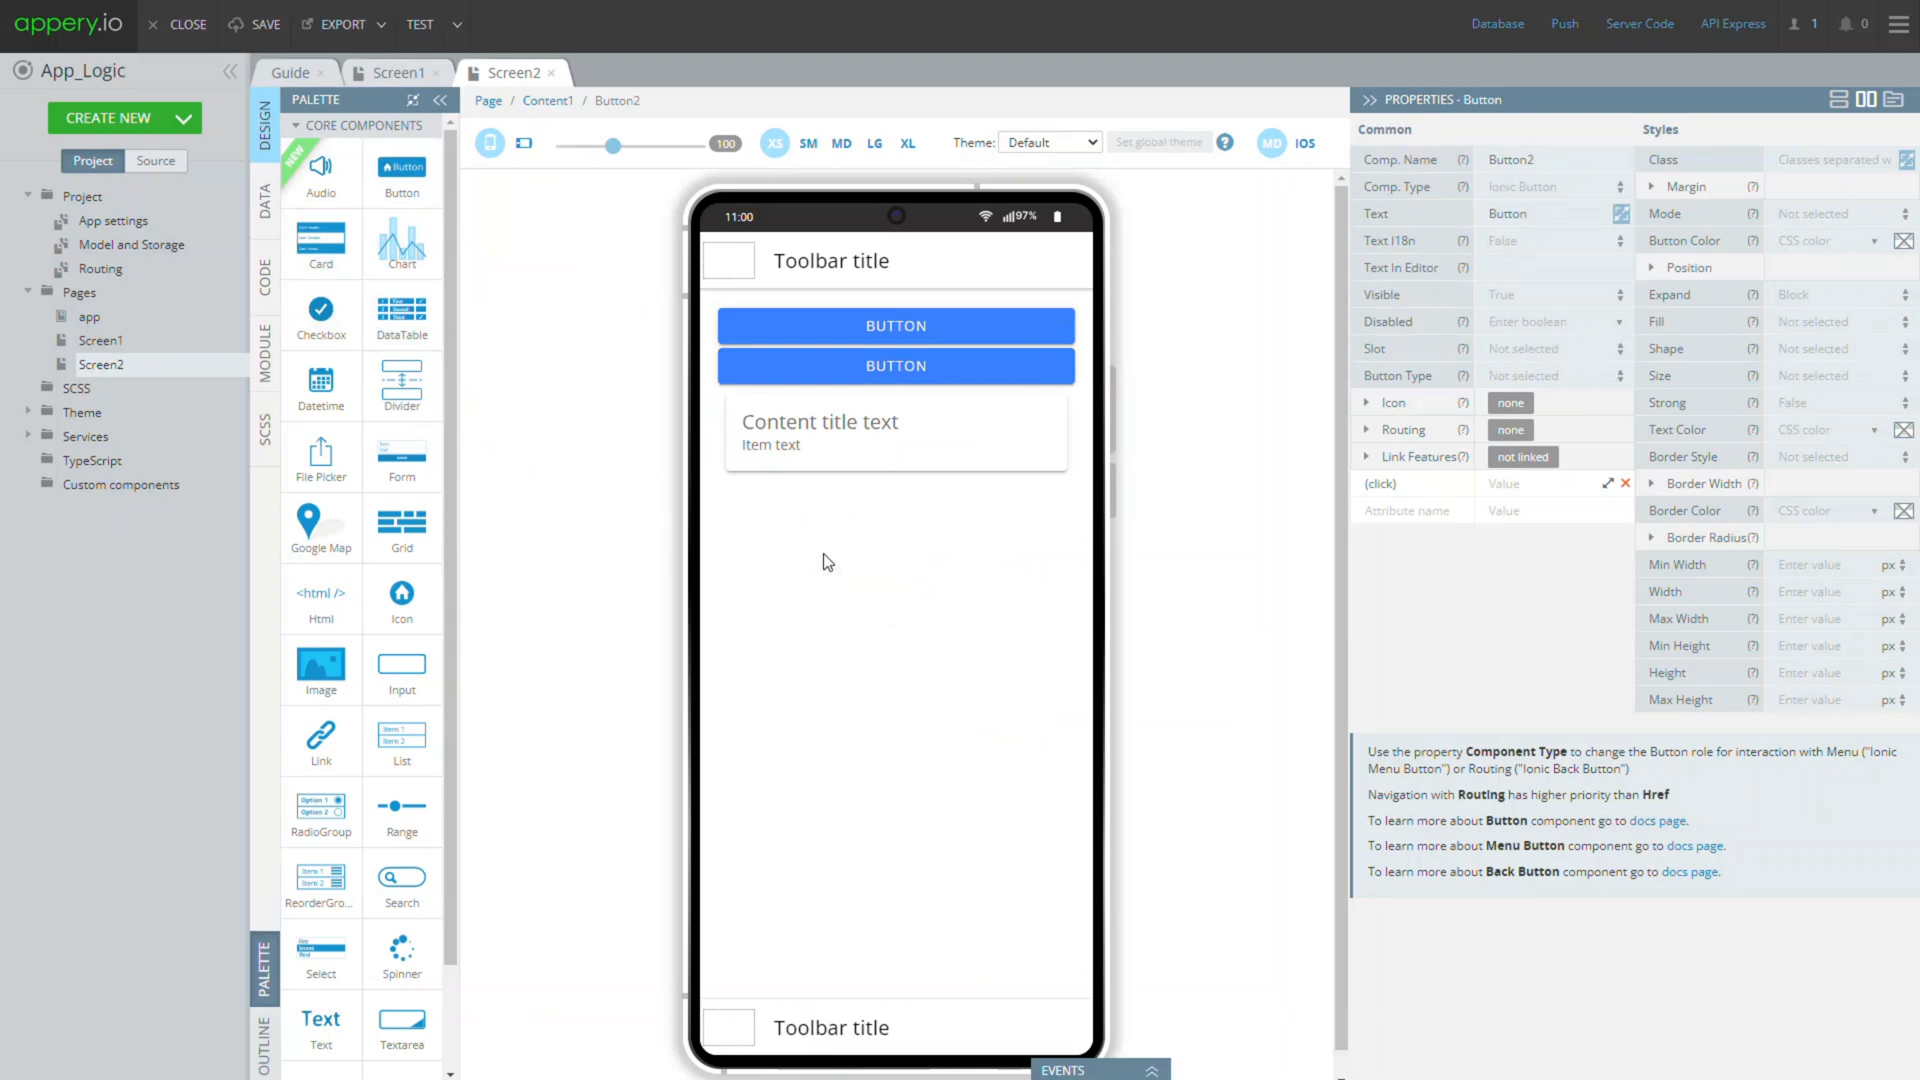 appery.io
CLOSE
SAVE
EXPORT
TEST
Database
Push
Server Code
API Express
1
0
App_Logic
Guide
Screen1
Screen2
CREATE NEW
Project
Source
Project
App settings
Model and Storage
Routing
Pages
app
Screen1
Screen2
SCSS
Theme
Services
TypeScript
Custom components
DESIGN
DATA
CODE
MODULE
SCSS
PALETTE
OUTLINE
PALETTE
CORE COMPONENTS
NEW
Audio
Button
Button
Card
Chart
Checkbox
DataTable
Datetime
Divider
File Picker
Form
Google Map
Grid
<html />
Html
Icon
Image
Input
Link
Item 1
Item 2
List
Option 1
Option 2
RadioGroup
Range
Item 1
Item 2
ReorderGro...
Search
Select
Spinner
Text
Text
Textarea
Page / Content1 / Button2
100
XS
SM
MD
LG
XL
Theme:
Default
Set global theme
?
MD
IOS
11:00
97%
Toolbar title
BUTTON
BUTTON
Content title text
Item text
Toolbar title
EVENTS
PROPERTIES - Button
Common
Comp. Name (?) Button2
Comp. Type (?) Ionic Button
Text (?) Button
Text I18n (?) False
Text In Editor (?)
Visible (?) True
Disabled (?) Enter boolean
Slot (?) Not selected
Button Type (?) Not selected
Icon (?) none
Routing (?) none
Link Features(?) not linked
(click) Value
Attribute name Value
Styles
Class Classes separated w
Margin (?)
Mode (?) Not selected
Button Color (?) CSS color
Position
Expand (?) Block
Fill (?) Not selected
Shape (?) Not selected
Size (?) Not selected
Strong (?) False
Text Color (?) CSS color
Border Style (?) Not selected
Border Width (?)
Border Color (?) CSS color
Border Radius(?)
Min Width (?) Enter value px
Width (?) Enter value px
Max Width (?) Enter value px
Min Height (?) Enter value px
Height (?) Enter value px
Max Height (?) Enter value px
Use the property Component Type to change the Button role for interaction with Menu ("Ionic
Menu Button") or Routing ("Ionic Back Button")
Navigation with Routing has higher priority than Href
To learn more about Button component go to docs page.
To learn more about Menu Button component go to docs page.
To learn more about Back Button component go to docs page.